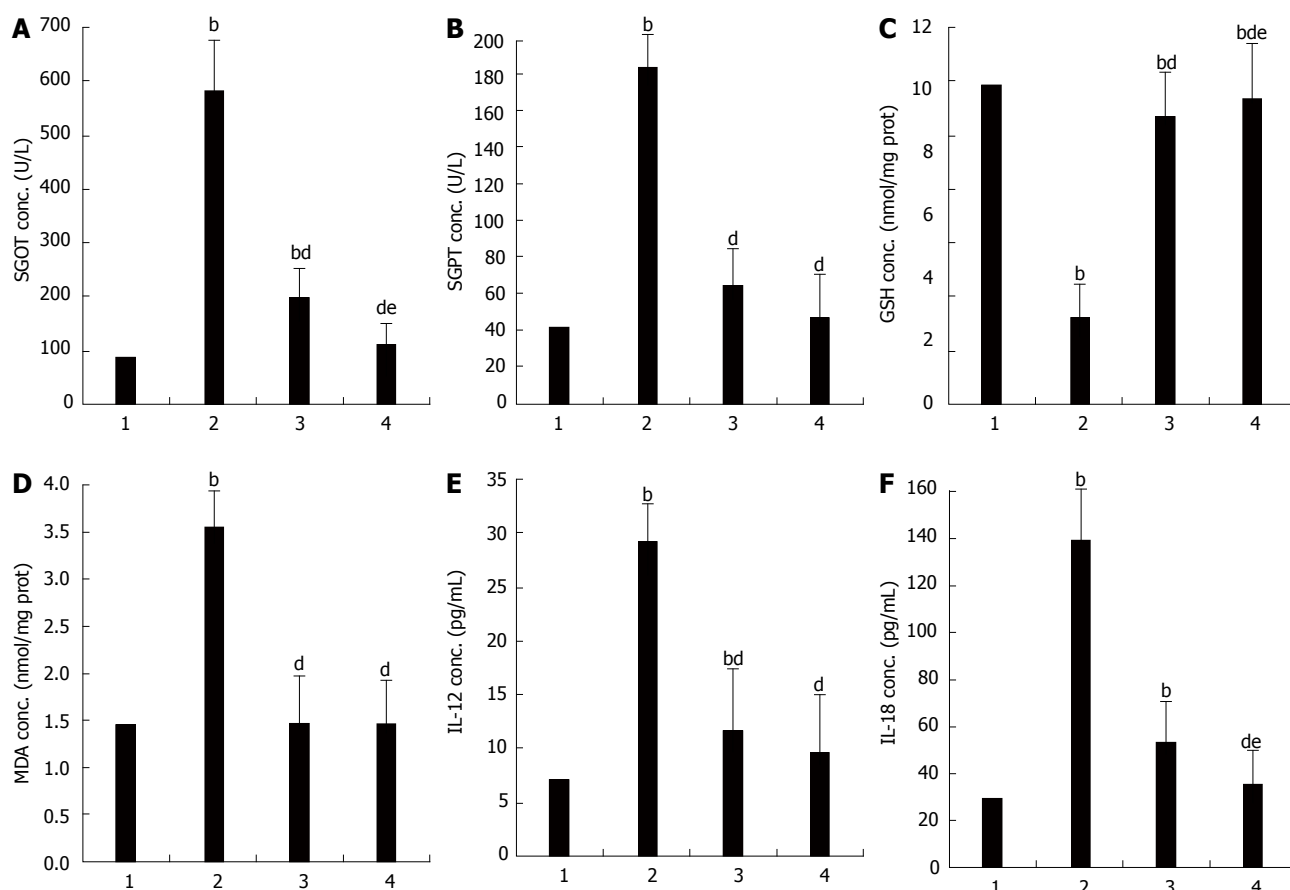 A
SGOT conc. (U/L)
700
600
500
400
300
200
100
0
b
bd
de
1 2 3 4
B
SGPT conc. (U/L)
200
180
160
140
120
100
80
60
40
20
0
b
d
d
1 2 3 4
C
GSH conc. (nmol/mg prot)
12
10
8
6
4
2
0
b
bd
bde
1 2 3 4
D
MDA conc. (nmol/mg prot)
4.0
3.5
3.0
2.5
2.0
1.5
1.0
0.5
0.0
b
d
d
1 2 3 4
E
IL-12 conc. (pg/mL)
35
30
25
20
15
10
5
0
b
bd
d
1 2 3 4
F
IL-18 conc. (pg/mL)
160
140
120
100
80
60
40
20
0
b
b
de
1 2 3 4